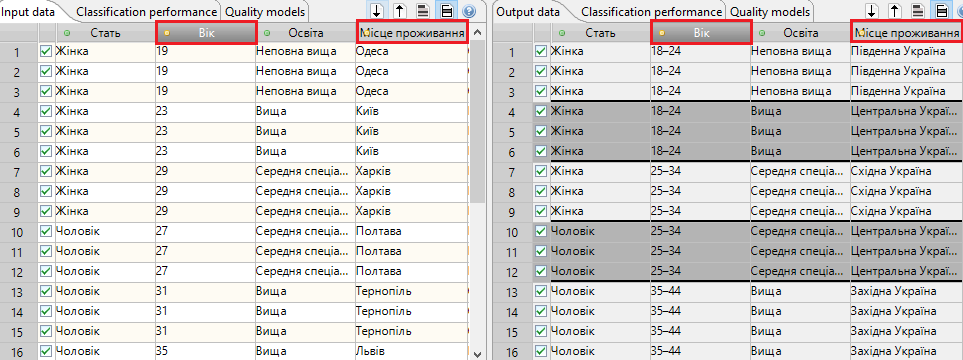 Input data Classification performance Quality models Output data Classification performance Quality models
Стать Вік Освіта Місце проживання Стать Вік Освіта Місце проживання
1 Жінка 19 Неповна вища Одеса 1 Жінка 18–24 Неповна вища Південна Україна
2 Жінка 19 Неповна вища Одеса 2 Жінка 18–24 Неповна вища Південна Україна
3 Жінка 19 Неповна вища Одеса 3 Жінка 18–24 Неповна вища Південна Україна
4 Жінка 23 Вища Київ 4 Жінка 18–24 Вища Центральна Украї...
5 Жінка 23 Вища Київ 5 Жінка 18–24 Вища Центральна Украї...
6 Жінка 23 Вища Київ 6 Жінка 18–24 Вища Центральна Украї...
7 Жінка 29 Середня спеціа... Харків 7 Жінка 25–34 Середня спеціа... Східна Україна
8 Жінка 29 Середня спеціа... Харків 8 Жінка 25–34 Середня спеціа... Східна Україна
9 Жінка 29 Середня спеціа... Харків 9 Жінка 25–34 Середня спеціа... Східна Україна
10 Чоловік 27 Середня спеціа... Полтава 10 Чоловік 25–34 Середня спеціа... Центральна Украї...
11 Чоловік 27 Середня спеціа... Полтава 11 Чоловік 25–34 Середня спеціа... Центральна Украї...
12 Чоловік 27 Середня спеціа... Полтава 12 Чоловік 25–34 Середня спеціа... Центральна Украї...
13 Чоловік 31 Вища Тернопіль 13 Чоловік 35–44 Вища Західна Україна
14 Чоловік 31 Вища Тернопіль 14 Чоловік 35–44 Вища Західна Україна
15 Чоловік 31 Вища Тернопіль 15 Чоловік 35–44 Вища Західна Україна
16 Чоловік 35 Вища Львів 16 Чоловік 35–44 Вища Західна Україна